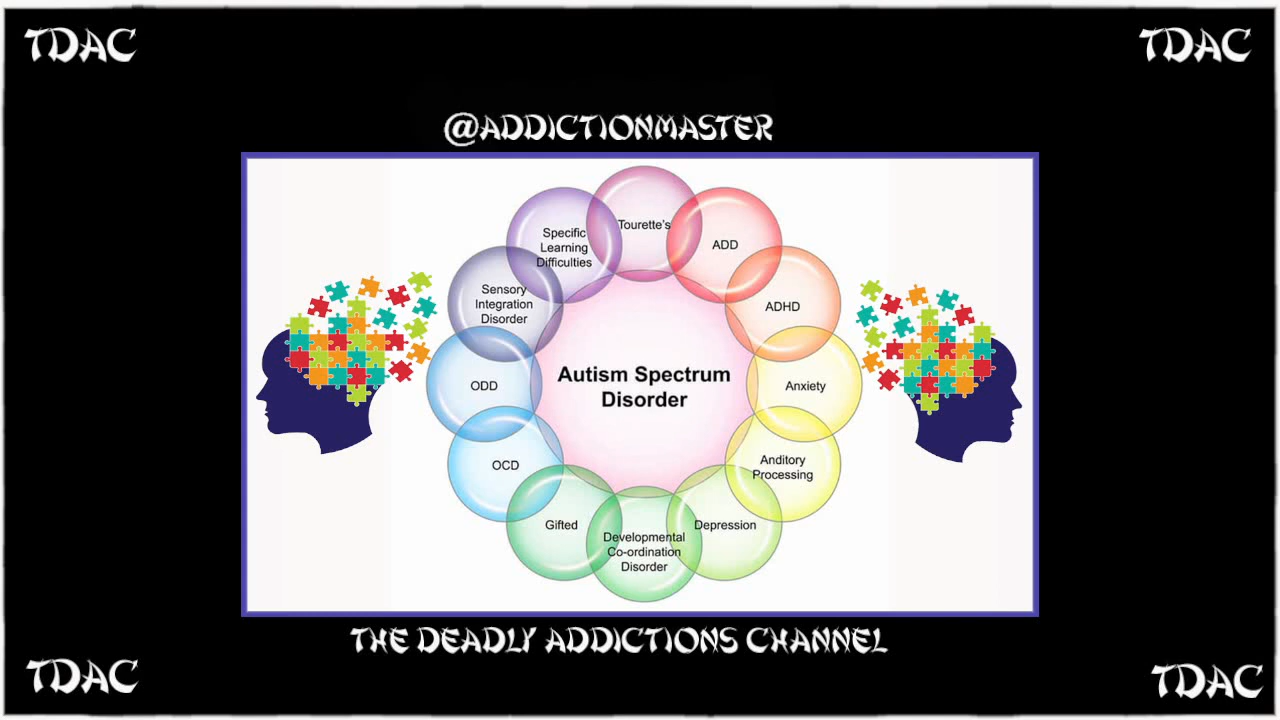 TDAC
TDAC
@ADDICTIONMASTER
Tourette's
Specific
Learning
Difficulties
ADD
Sensory
Integration
Disorder
ADHD
Autism Spectrum
Disorder
ODD
Anxiety
OCD
Anditory
Processing
Gifted
Depression
Developmental
Co-ordination
Disorder
THE DEADLY ADDICTIONS CHANNEL
TDAC
TDAC